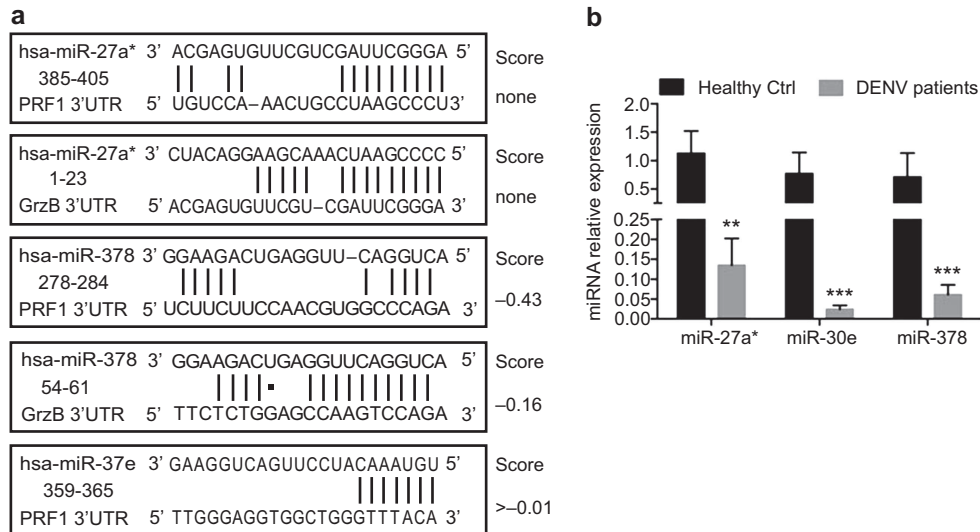 a
hsa-miR-27a* 3’ ACGAGUGUUCGUCGAUUCGGGA 5’ Score
385-405
PRF1 3’UTR 5’ UGUCCA–AACUGCCUAAGCCCU 3’ none
hsa-miR-27a* 3’ CUACAGGAAGCAAACUAAGCCCC 5’ Score
1-23
GrzB 3’UTR 5’ ACGAGUGUUCGU–CGAUUCGGGA 3’ none
hsa-miR-378 3’ GGAAGACUGAGGUU–CAGGUCA 5’ Score
278-284
PRF1 3’UTR 5’ UCUUCUUCCAACGUGGCCCAGA 3’ –0.43
hsa-miR-378 3’ GGAAGACUGAGGUUCAGGUCA 5’ Score
54-61
GrzB 3’UTR 5’ TTCTCTGGAGCCAAGTCCAGA 3’ –0.16
hsa-miR-37e 3’ GAAGGUCAGUUCCUACAAAUGU 5’ Score
359-365
PRF1 3’UTR 5’ TTGGGAGGTGGCTGGGTTTACA 3’ >–0.01
b
Healthy Ctrl DENV patients
miRNA relative expression
2.0
1.5
1.0
0.5
0.25
0.20
0.15
0.10
0.05
0.00
** *** ***
miR-27a* miR-30e miR-378